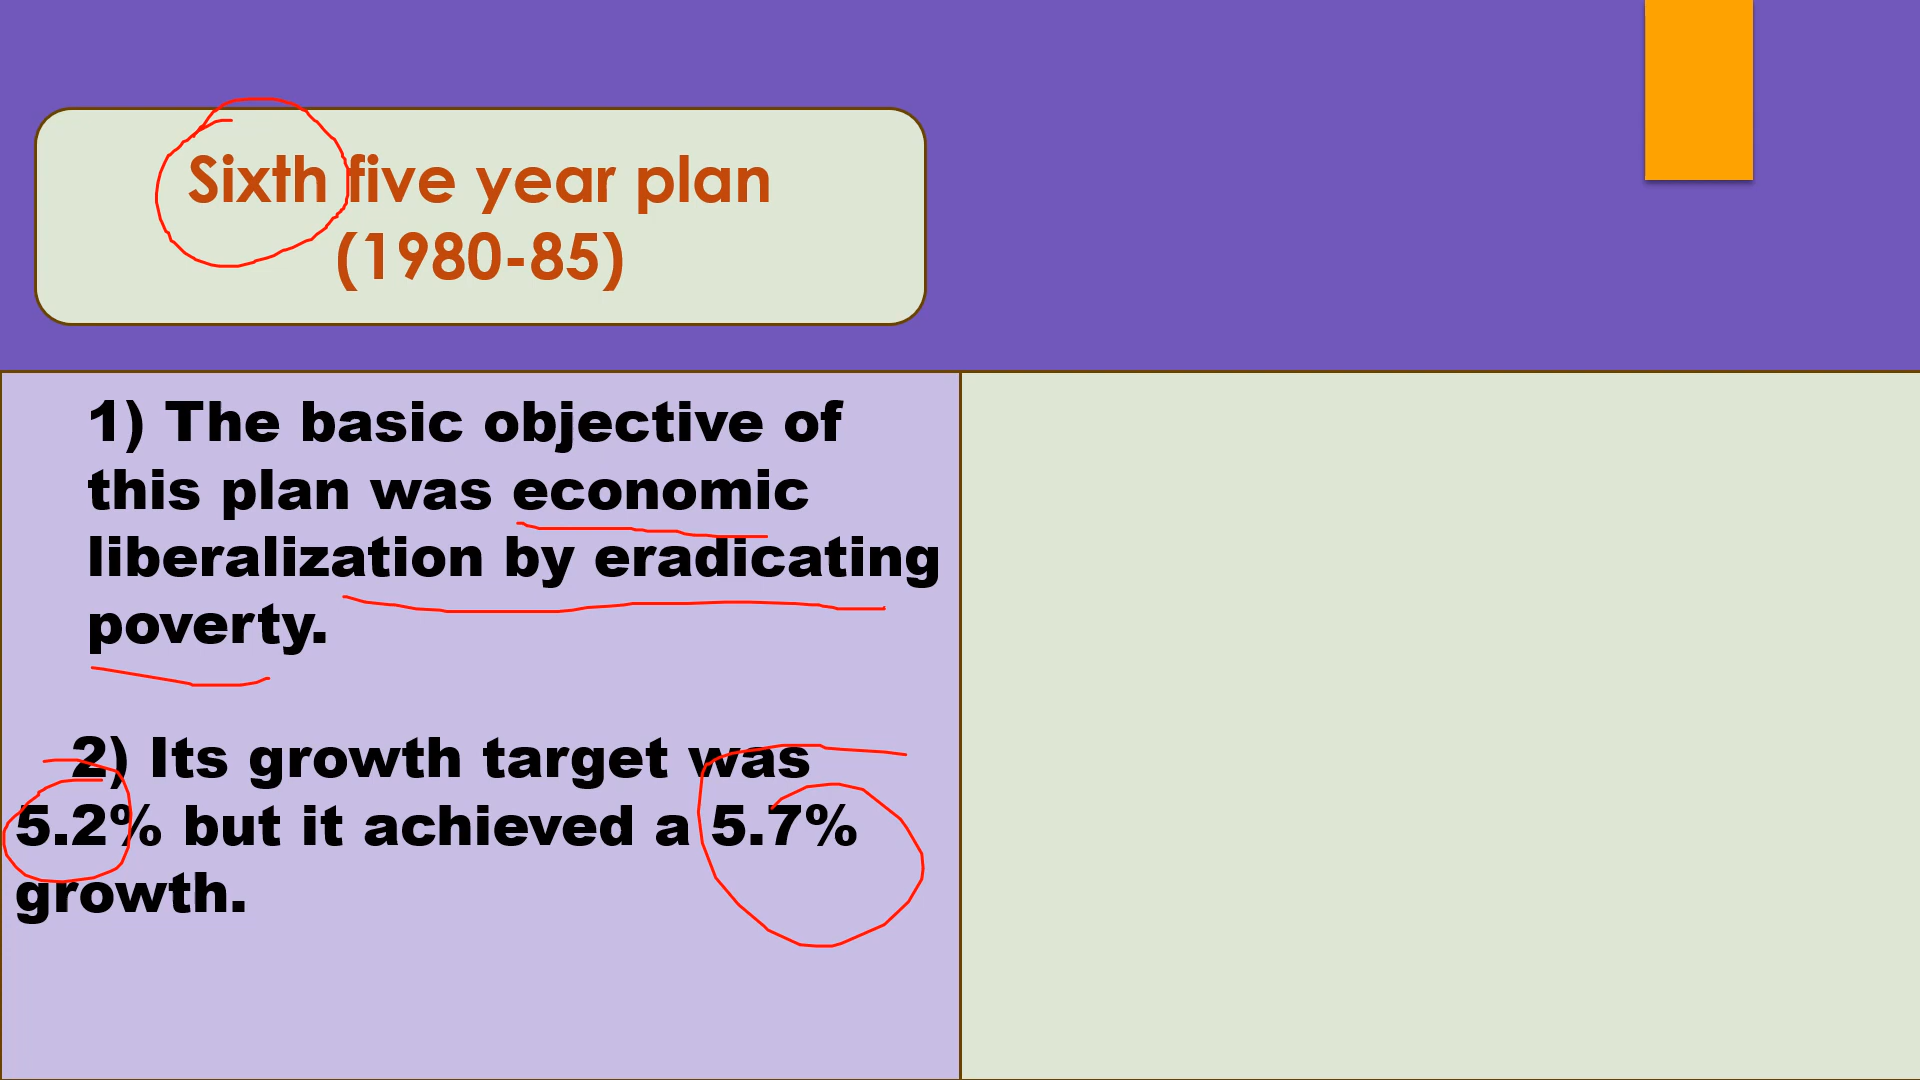 Sixth five year plan
(1980-85)
1) The basic objective of
this plan was economic
liberalization by eradicating
poverty.
2) Its growth target was
5.2% but it achieved a 5.7%
growth.